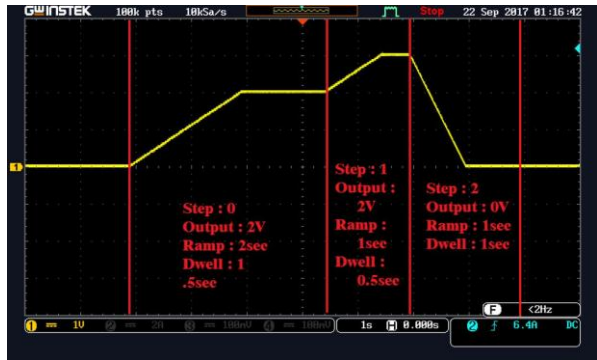 GWINSTEK 100k pts 10kSa/s Stop 22 Sep 2017 01:16:42
1
Step : 0
Output : 2V
Ramp : 2sec
Dwell : 1
.5sec
Step : 1
Output :
2V
Ramp :
1sec
Dwell :
0.5sec
Step : 2
Output : 0V
Ramp : 1sec
Dwell : 1sec
F <2Hz
1 1V 2 2A 3 100mV 4 100mV 1s H 0.000s 2 6.4A DC